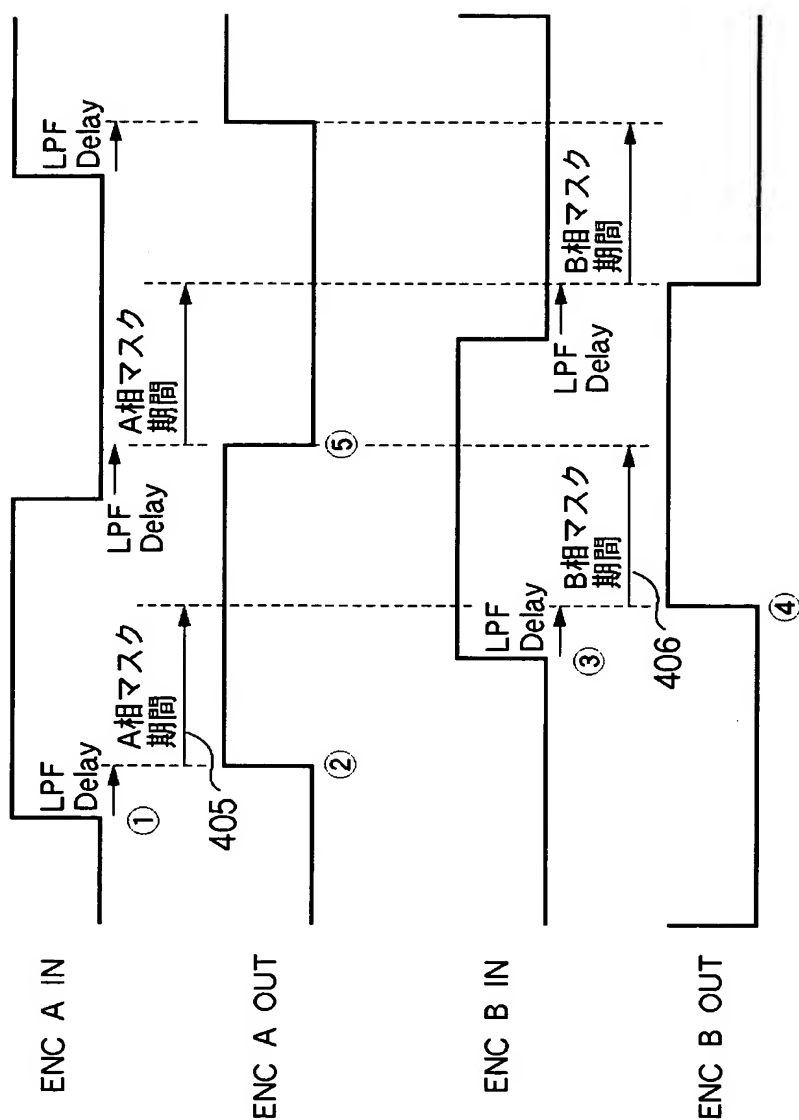 ENC A IN
①
LPF
Delay
LPF
Delay
LPF
Delay
ENC A OUT
405
A相マスク
期間
A相マスク
期間
②
⑤
ENC B IN
③
LPF
Delay
LPF
Delay
ENC B OUT
406
B相マスク
期間
B相マスク
期間
④